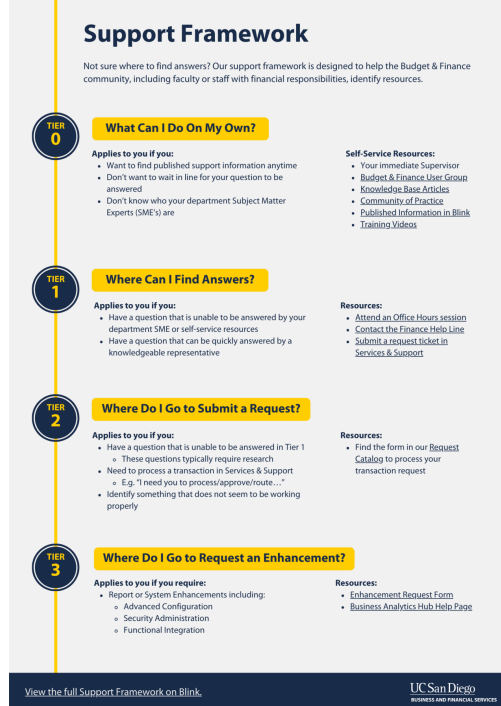 Support Framework
Not sure where to find answers? Our support framework is designed to help the Budget & Finance
community, including faculty or staff with financial responsibilities, identify resources.
TIER
0
What Can I Do On My Own?
Applies to you if you:
• Want to find published support information anytime
• Don't want to wait in line for your question to be
answered
• Don't know who your department Subject Matter
Experts (SME's) are
Self-Service Resources:
• Your immediate Supervisor
• Budget & Finance User Group
• Knowledge Base Articles
• Community of Practice
• Published Information in Blink
• Training Videos
TIER
1
Where Can I Find Answers?
Applies to you if you:
• Have a question that is unable to be answered by your
department SME or self-service resources
• Have a question that can be quickly answered by a
knowledgeable representative
Resources:
• Attend an Office Hours session
• Contact the Finance Help Line
• Submit a request ticket in
Services & Support
TIER
2
Where Do I Go to Submit a Request?
Applies to you if you:
• Have a question that is unable to be answered in Tier 1
o These questions typically require research
• Need to process a transaction in Services & Support
o E.g. "I need you to process/approve/route…"
• Identify something that does not seem to be working
properly
Resources:
• Find the form in our Request
Catalog to process your
transaction request
TIER
3
Where Do I Go to Request an Enhancement?
Applies to you if you require:
• Report or System Enhancements including:
o Advanced Configuration
o Security Administration
o Functional Integration
Resources:
• Enhancement Request Form
• Business Analytics Hub Help Page
View the full Support Framework on Blink.
UC San Diego
BUSINESS AND FINANCIAL SERVICES